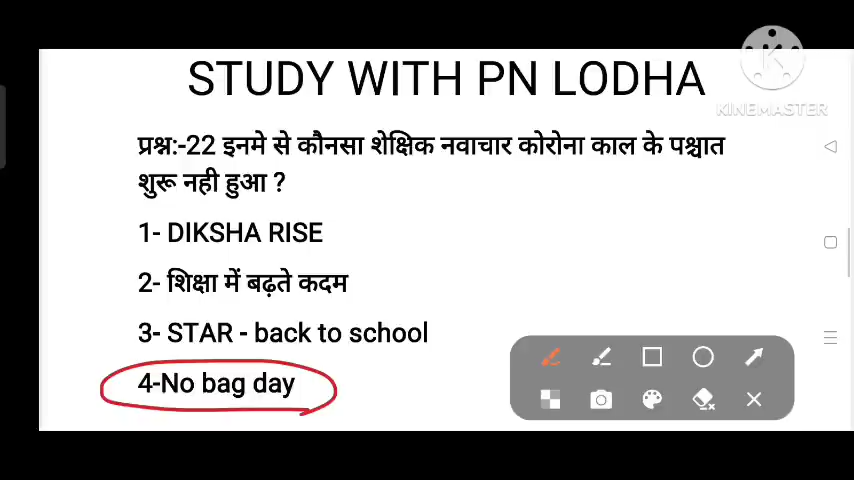 STUDY WITH PN LODHA
KINEMASTER
प्रश्न:-22 इनमे से कौनसा शेक्षिक नवाचार कोरोना काल के पश्चात
शुरू नही हुआ ?
1- DIKSHA RISE
2- शिक्षा में बढ़ते कदम
3- STAR - back to school
4-No bag day